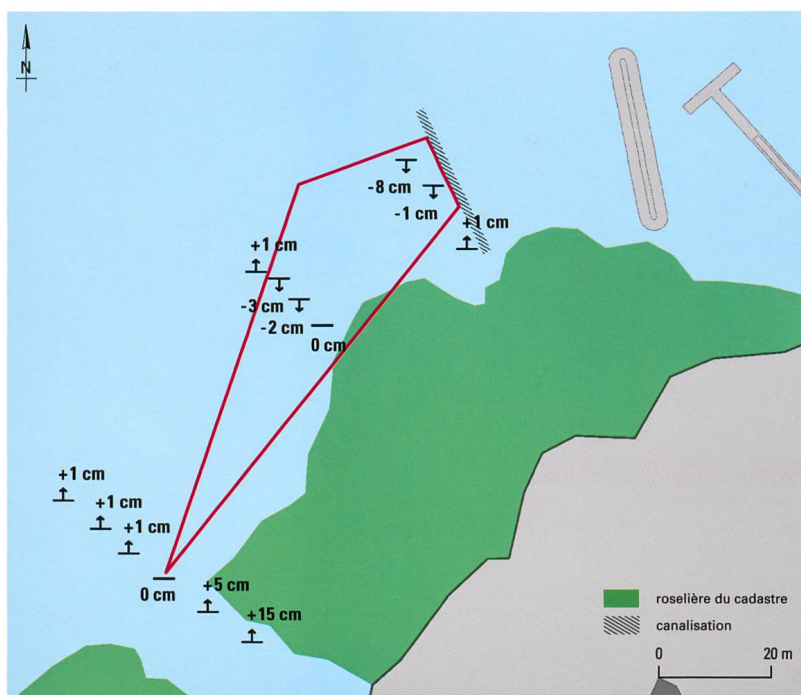 N
-8 cm
-1 cm
+1 cm
+1 cm
-3 cm
-2 cm
0 cm
+1 cm
+1 cm
+1 cm
0 cm
+5 cm
+15 cm
roselière du cadastre
canalisation
0 20 m